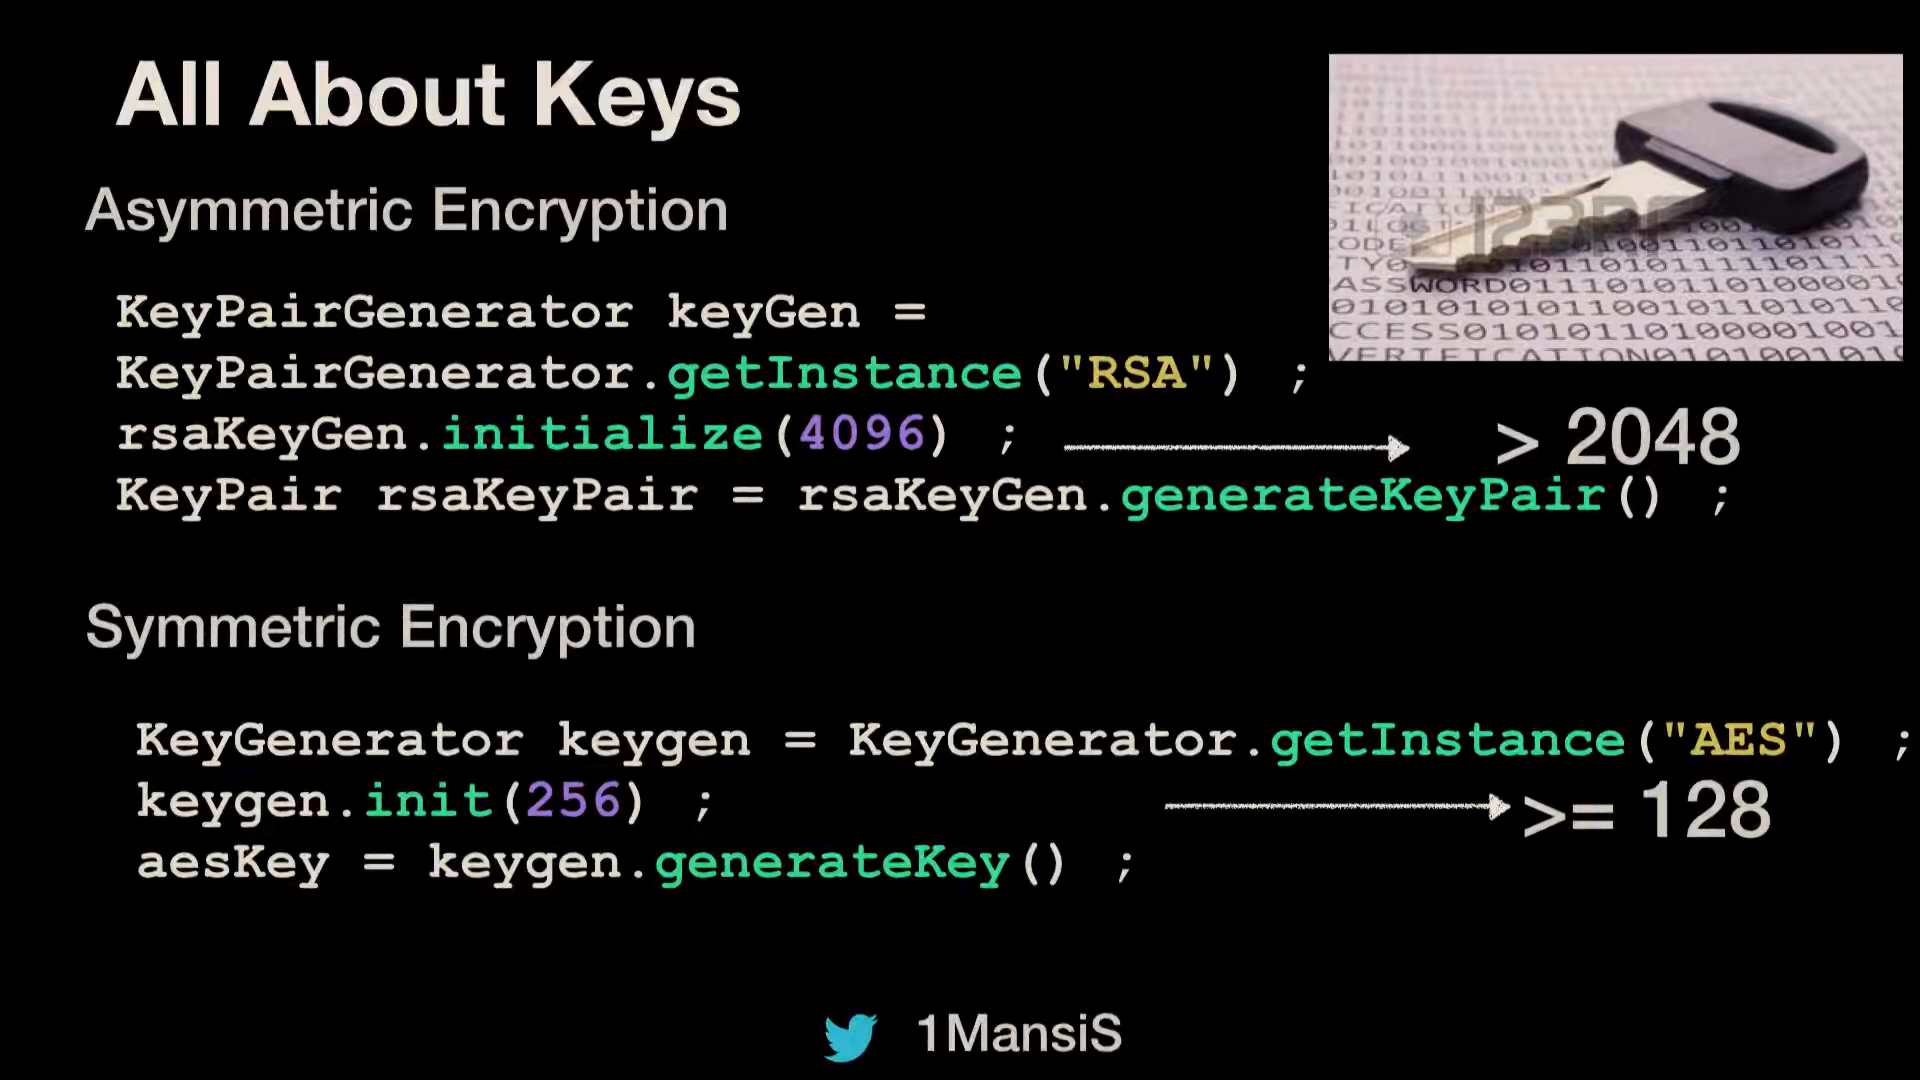 All About Keys
Asymmetric Encryption
KeyPairGenerator keyGen =
KeyPairGenerator.getInstance("RSA") ;
rsaKeyGen.initialize(4096) ;
> 2048
KeyPair rsaKeyPair = rsaKeyGen.generateKeyPair() ;
Symmetric Encryption
KeyGenerator keygen = KeyGenerator.getInstance("AES") ;
keygen.init(256) ;
>= 128
aesKey = keygen.generateKey() ;
1MansiS
123RF